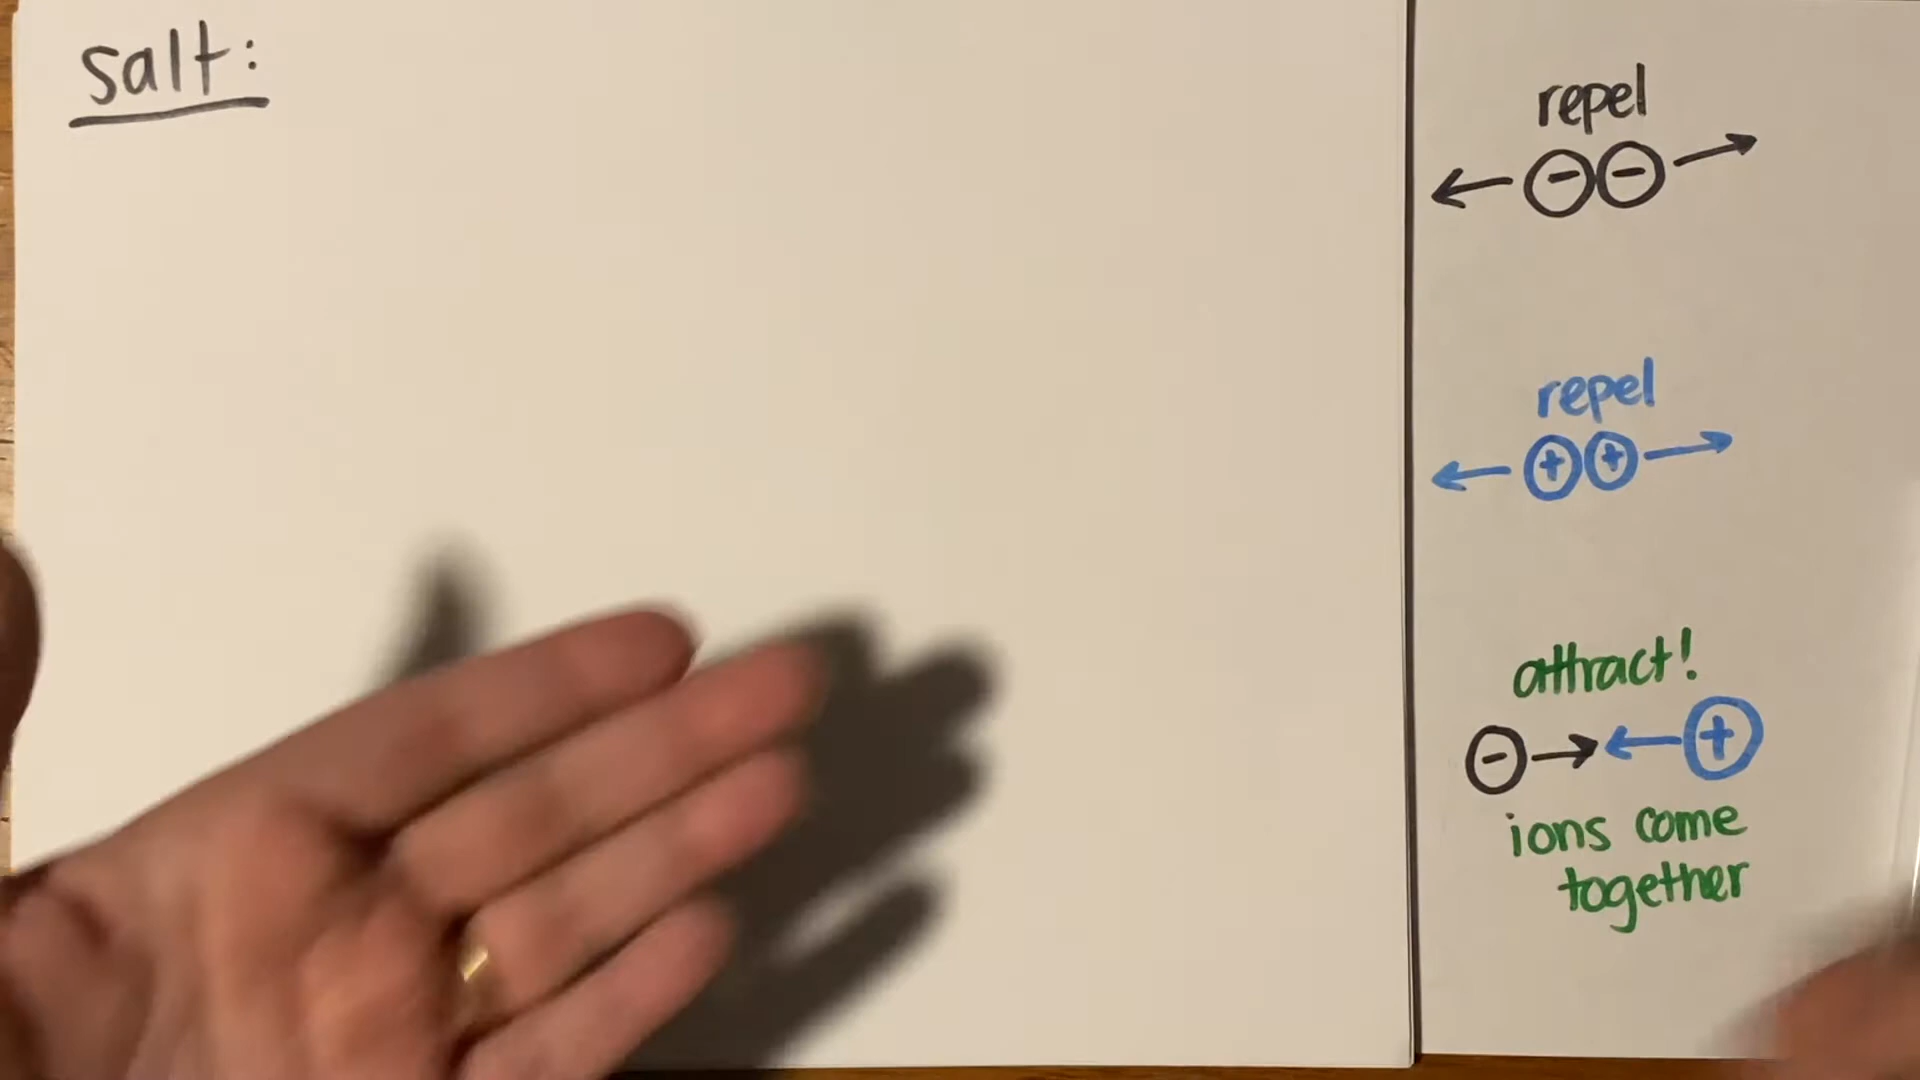 salt:
repel
← ⊖⊖ →
repel
← ⊕⊕ →
attract!
⊖→←⊕
ions come
together